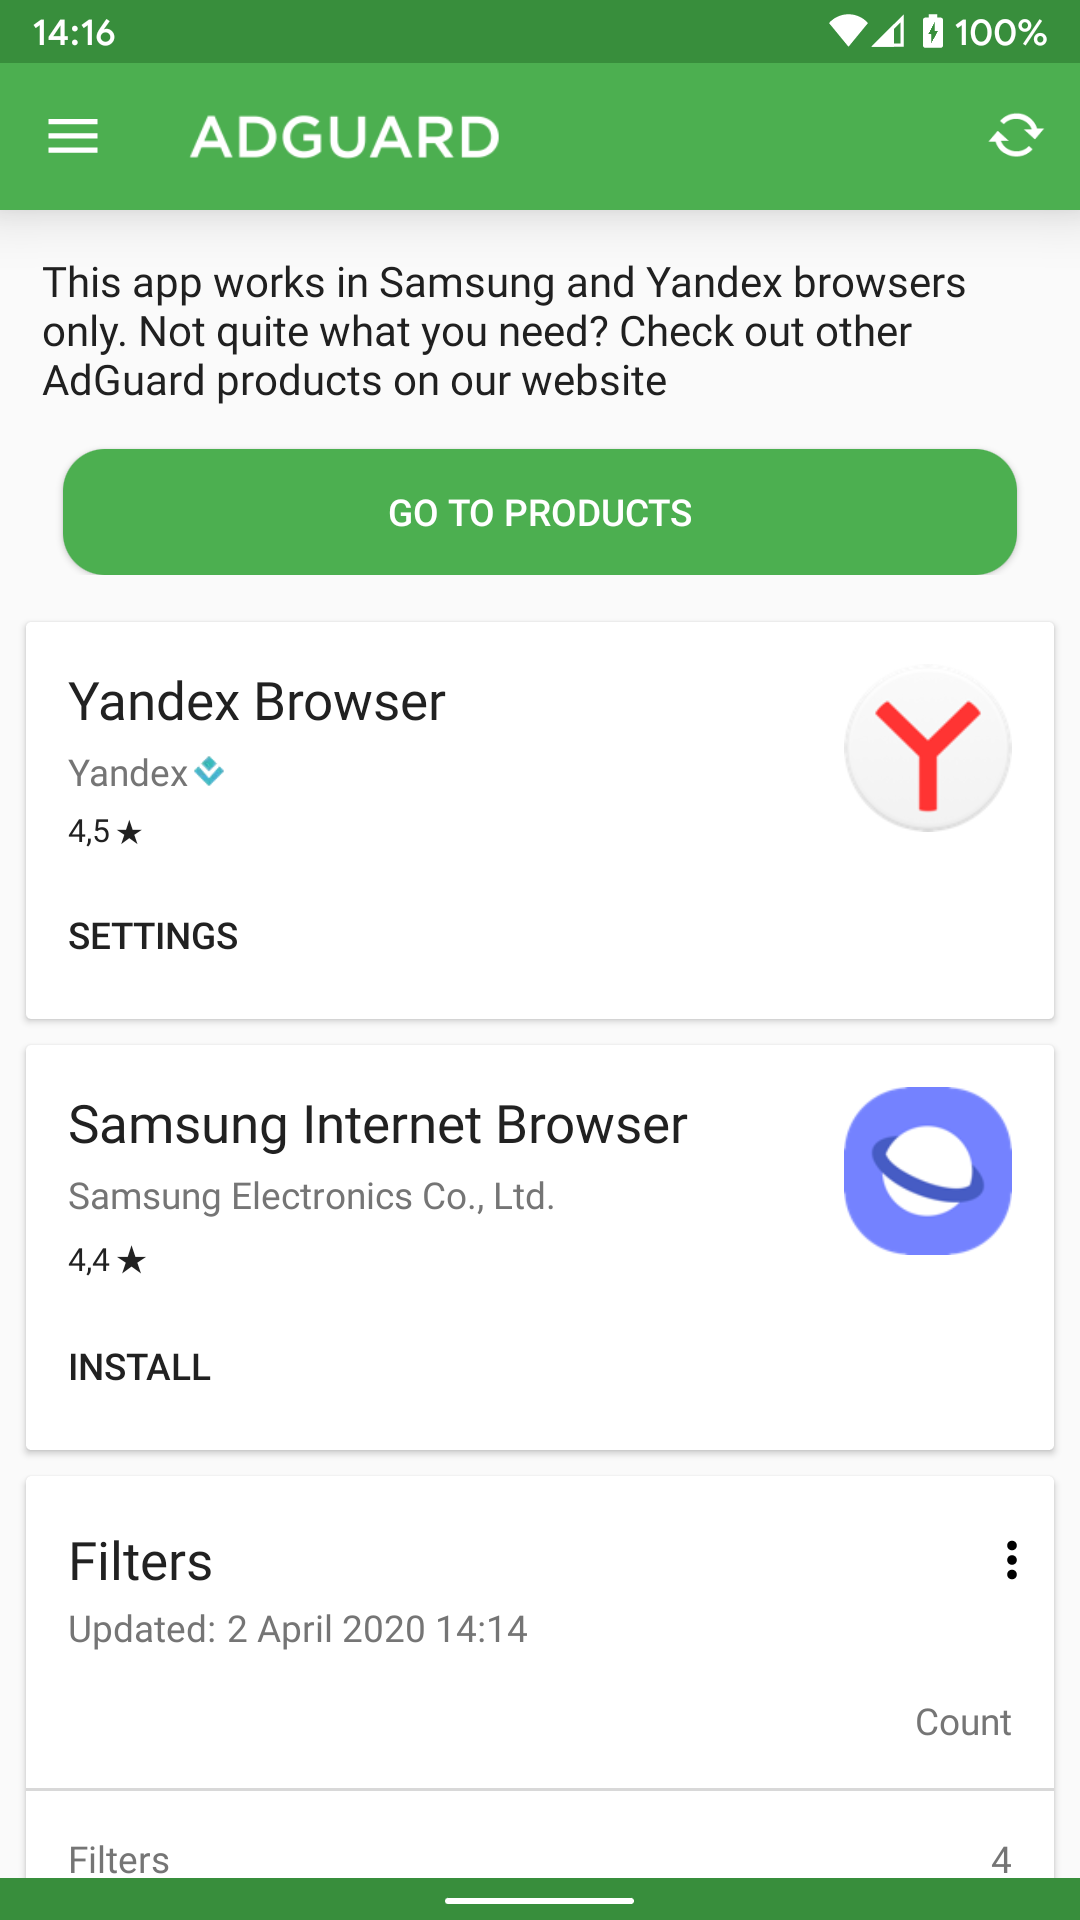 14:16 100%
ADGUARD
This app works in Samsung and Yandex browsers
only. Not quite what you need? Check out other
AdGuard products on our website
GO TO PRODUCTS
Yandex Browser
Yandex
4,5 ★
SETTINGS
Samsung Internet Browser
Samsung Electronics Co., Ltd.
4,4 ★
INSTALL
Filters
Updated: 2 April 2020 14:14
Count
Filters 4